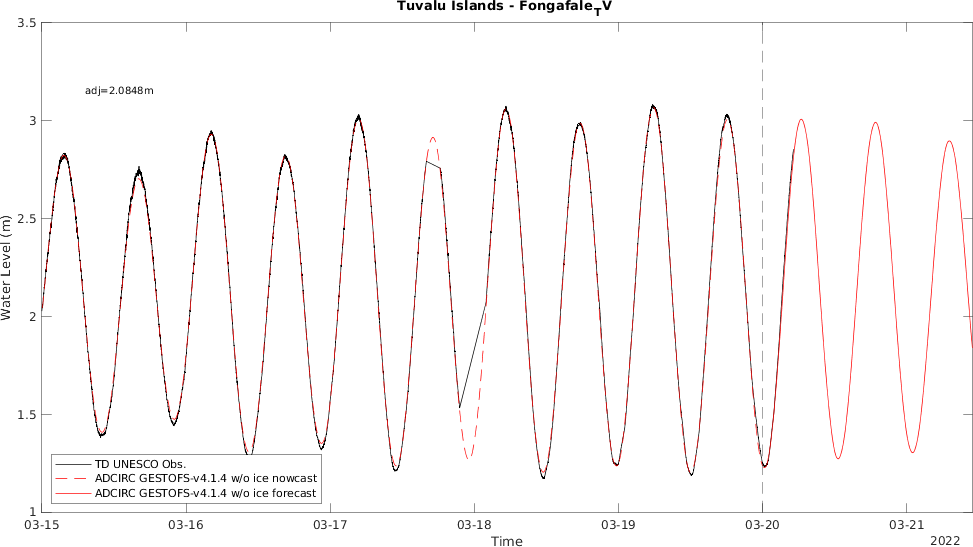 Tuvalu Islands - Fongafale_TV
adj=2.0848m
3.5
3
2.5
2
1.5
1
Water Level (m)
TD UNESCO Obs.
ADCIRC GESTOFS-v4.1.4 w/o ice nowcast
ADCIRC GESTOFS-v4.1.4 w/o ice forecast
03-15 03-16 03-17 03-18 03-19 03-20 03-21
Time
2022